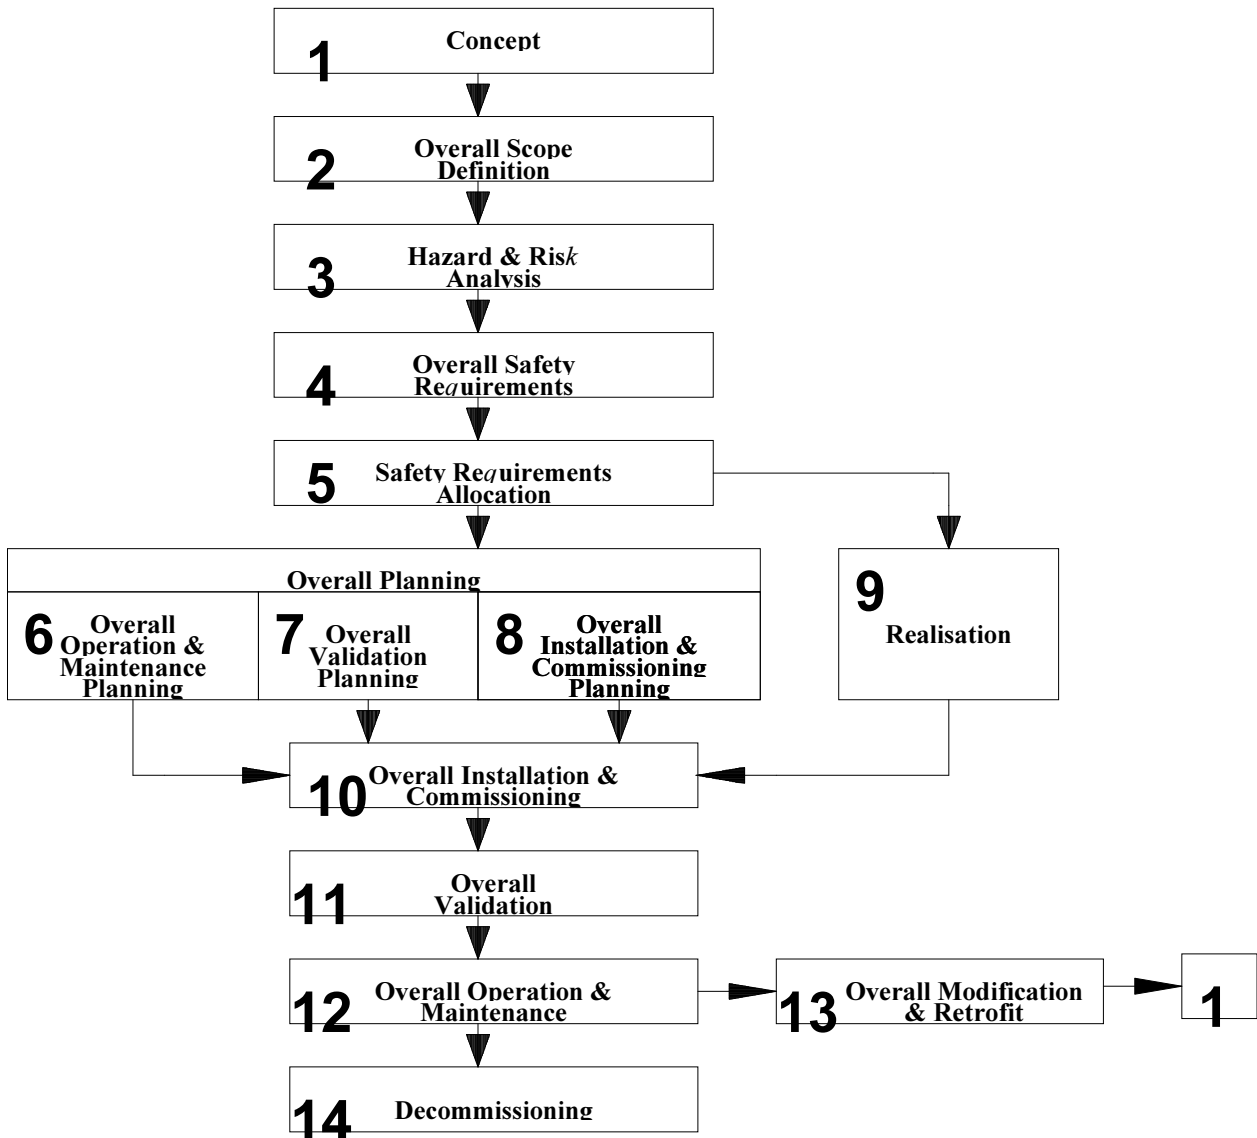 1
Concept
2
Overall Scope
Definition
3
Hazard & Risk
Analysis
4
Overall Safety
Requirements
5
Safety Requirements
Allocation
Overall Planning
6
Overall
Operation &
Maintenance
Planning
7
Overall
Validation
Planning
8
Overall
Installation &
Commissioning
Planning
9
Realisation
10
Overall Installation &
Commissioning
11
Overall
Validation
12
Overall Operation &
Maintenance
13
Overall Modification
& Retrofit
1
14
Decommissioning